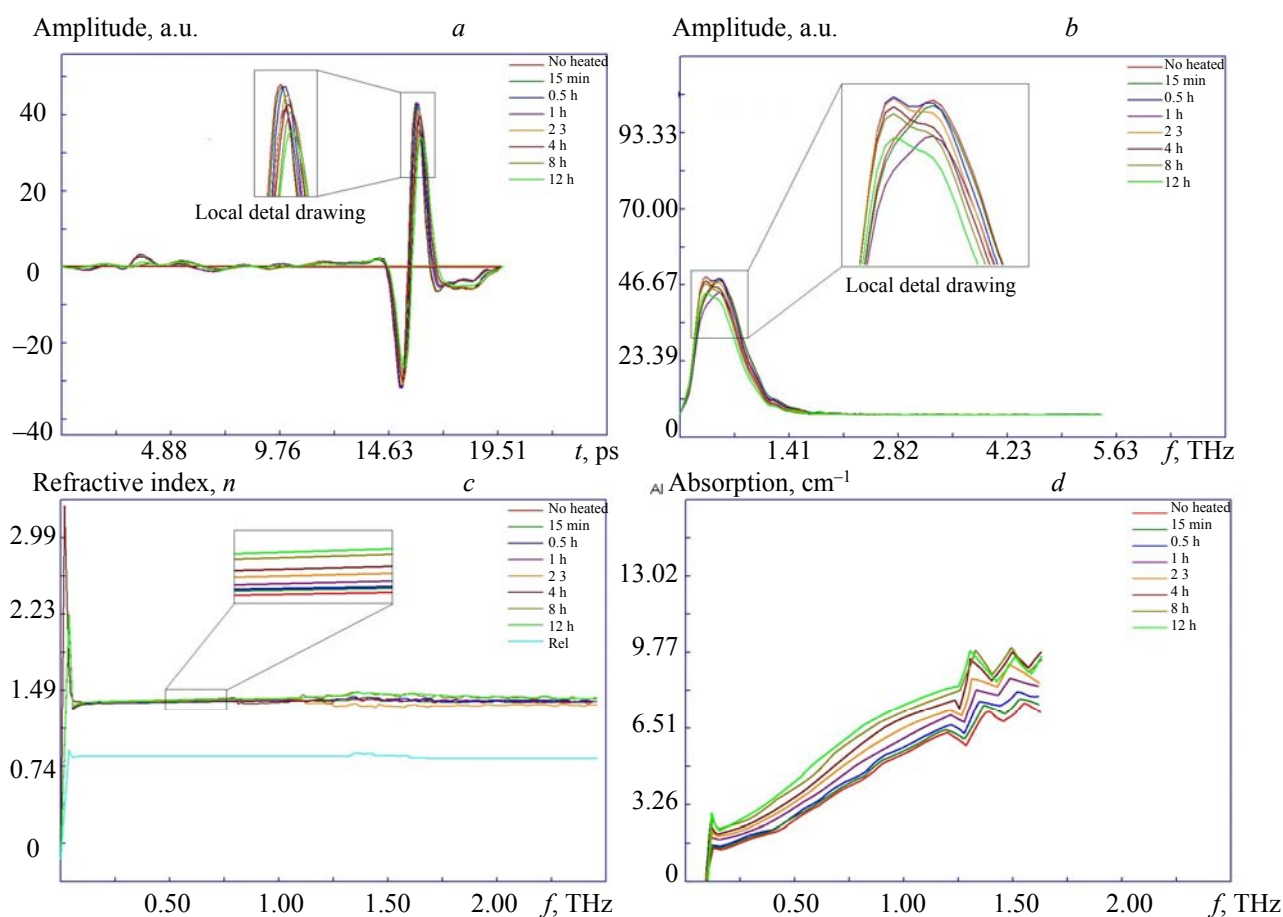 Amplitude, a.u. a
No heated
15 min
0.5 h
1 h
2 3
4 h
8 h
12 h
Local detal drawing
40
20
0
–20
–40
4.88 9.76 14.63 19.51 t, ps
Amplitude, a.u. b
No heated
15 min
0.5 h
1 h
2 3
4 h
8 h
12 h
Local detal drawing
93.33
70.00
46.67
23.39
0
1.41 2.82 4.23 5.63 f, THz
Refractive index, n c
No heated
15 min
0.5 h
1 h
2 3
4 h
8 h
12 h
Rel
2.99
2.23
1.49
0.74
0
0.50 1.00 1.50 2.00 f, THz
Al Absorption, cm⁻¹ d
No heated
15 min
0.5 h
1 h
2 3
4 h
8 h
12 h
13.02
9.77
6.51
3.26
0
0.50 1.00 1.50 2.00 f, THz